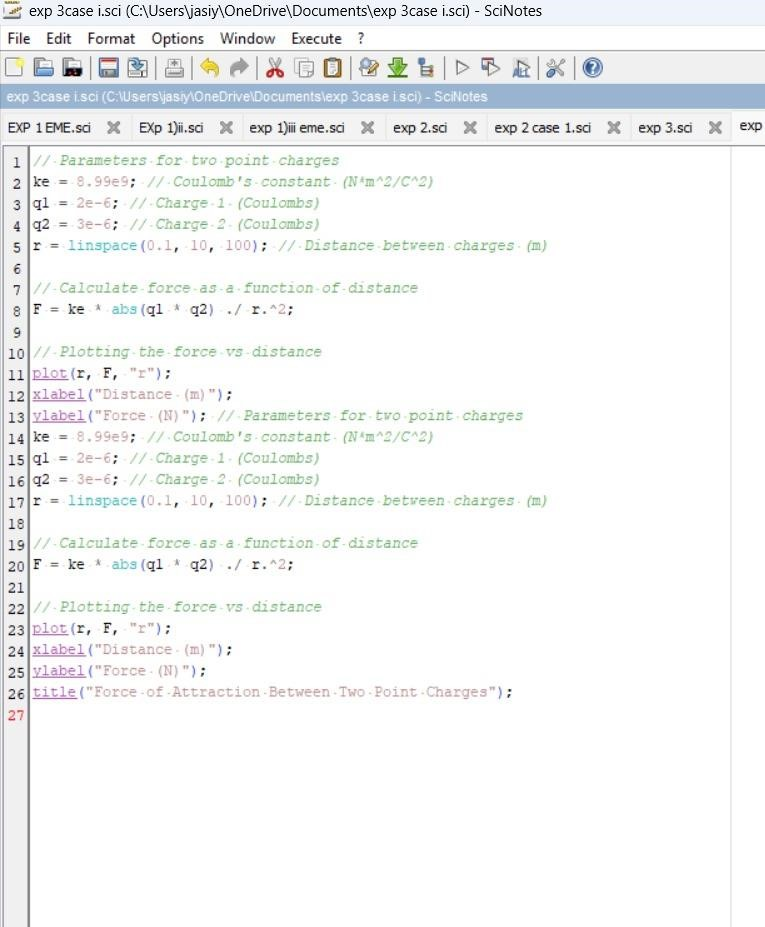 exp 3case i.sci (C:\Users\jasiy\OneDrive\Documents\exp 3case i.sci) - SciNotes
File Edit Format Options Window Execute ?
exp 3case i.sci (C:\Users\jasiy\OneDrive\Documents\exp 3case i.sci) - SciNotes
EXP 1 EME.sci EXp 1)ii.sci exp 1)iii eme.sci exp 2.sci exp 2 case 1.sci exp 3.sci exp
1 // Parameters for two point charges
2 ke = 8.99e9; // Coulomb's constant (N*m^2/C^2)
3 q1 = 2e-6; // Charge 1 (Coulombs)
4 q2 = 3e-6; // Charge 2 (Coulombs)
5 r = linspace(0.1, 10, 100); // Distance between charges (m)
6
7 // Calculate force as a function of distance
8 F = ke * abs(q1 * q2) ./ r.^2;
9
10 // Plotting the force vs distance
11 plot(r, F, "r");
12 xlabel("Distance (m)");
13 ylabel("Force (N)"); // Parameters for two point charges
14 ke = 8.99e9; // Coulomb's constant (N*m^2/C^2)
15 q1 = 2e-6; // Charge 1 (Coulombs)
16 q2 = 3e-6; // Charge 2 (Coulombs)
17 r = linspace(0.1, 10, 100); // Distance between charges (m)
18
19 // Calculate force as a function of distance
20 F = ke * abs(q1 * q2) ./ r.^2;
21
22 // Plotting the force vs distance
23 plot(r, F, "r");
24 xlabel("Distance (m)");
25 ylabel("Force (N)");
26 title("Force of Attraction Between Two Point Charges");
27